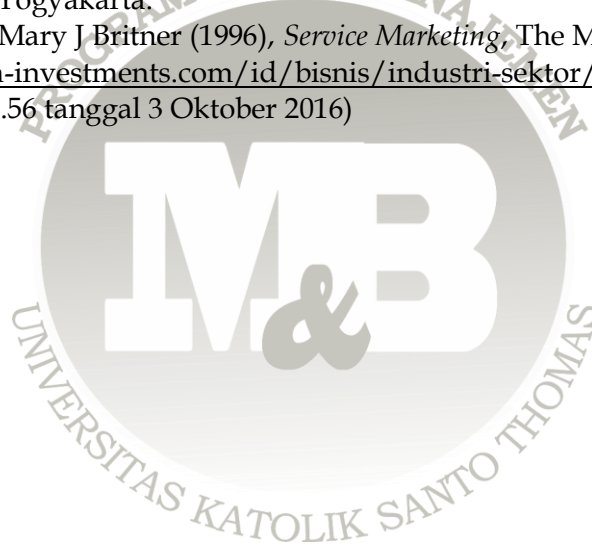 Yogyakarta.
Mary J Britner (1996), Service Marketing, The M
-investments.com/id/bisnis/industri-sektor/
.56 tanggal 3 Oktober 2016)
M&B
UNIVERSITAS KATOLIK SANTO THOMAS